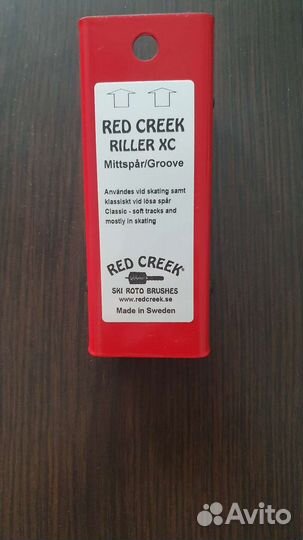 RED CREEK
RILLER XC
Mittspår/Groove
Användes vid skating samt
klassiskt vid lösa spår
Classic - soft tracks and
mostly in skating
RED CREEK®
SKI ROTO BRUSHES
www.redcreek.se
Made in Sweden
Avito